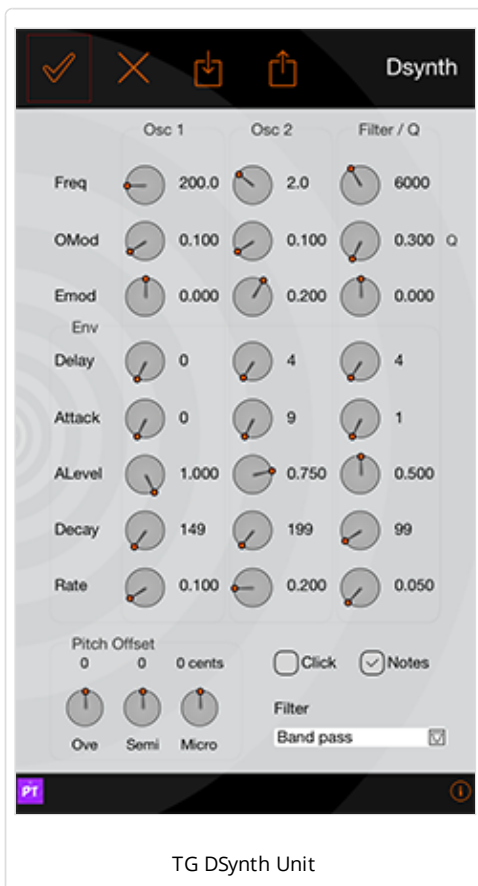 Dsynth
Osc 1 Osc 2 Filter / Q
Freq 200.0 2.0 6000
OMod 0.100 0.100 0.300 Q
Emod 0.000 0.200 0.000
Env
Delay 0 4 4
Attack 0 9 1
ALevel 1.000 0.750 0.500
Decay 149 199 99
Rate 0.100 0.200 0.050
Pitch Offset
0 0 0 cents
Click Notes
Filter
Ove Semi Micro
Band pass
PT
TG DSynth Unit